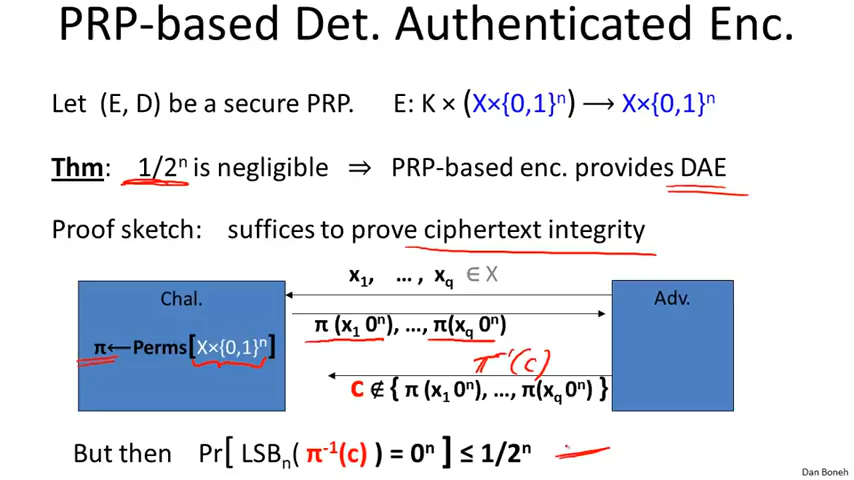 PRP-based Det. Authenticated Enc.
Let (E, D) be a secure PRP. E: K × (X×{0,1}ⁿ) ⟶ X×{0,1}ⁿ
Thm: 1/2ⁿ is negligible ⇒ PRP-based enc. provides DAE
Proof sketch: suffices to prove ciphertext integrity
x₁, … , x_q ∈ X
Chal.
Adv.
π (x₁ 0ⁿ), …, π(x_q 0ⁿ)
π⟵Perms[X×{0,1}ⁿ]
π⁻¹(c)
c ∉ { π (x₁ 0ⁿ), …, π(x_q 0ⁿ) }
But then Pr[ LSBₙ( π⁻¹(c) ) = 0ⁿ ] ≤ 1/2ⁿ
Dan Boneh